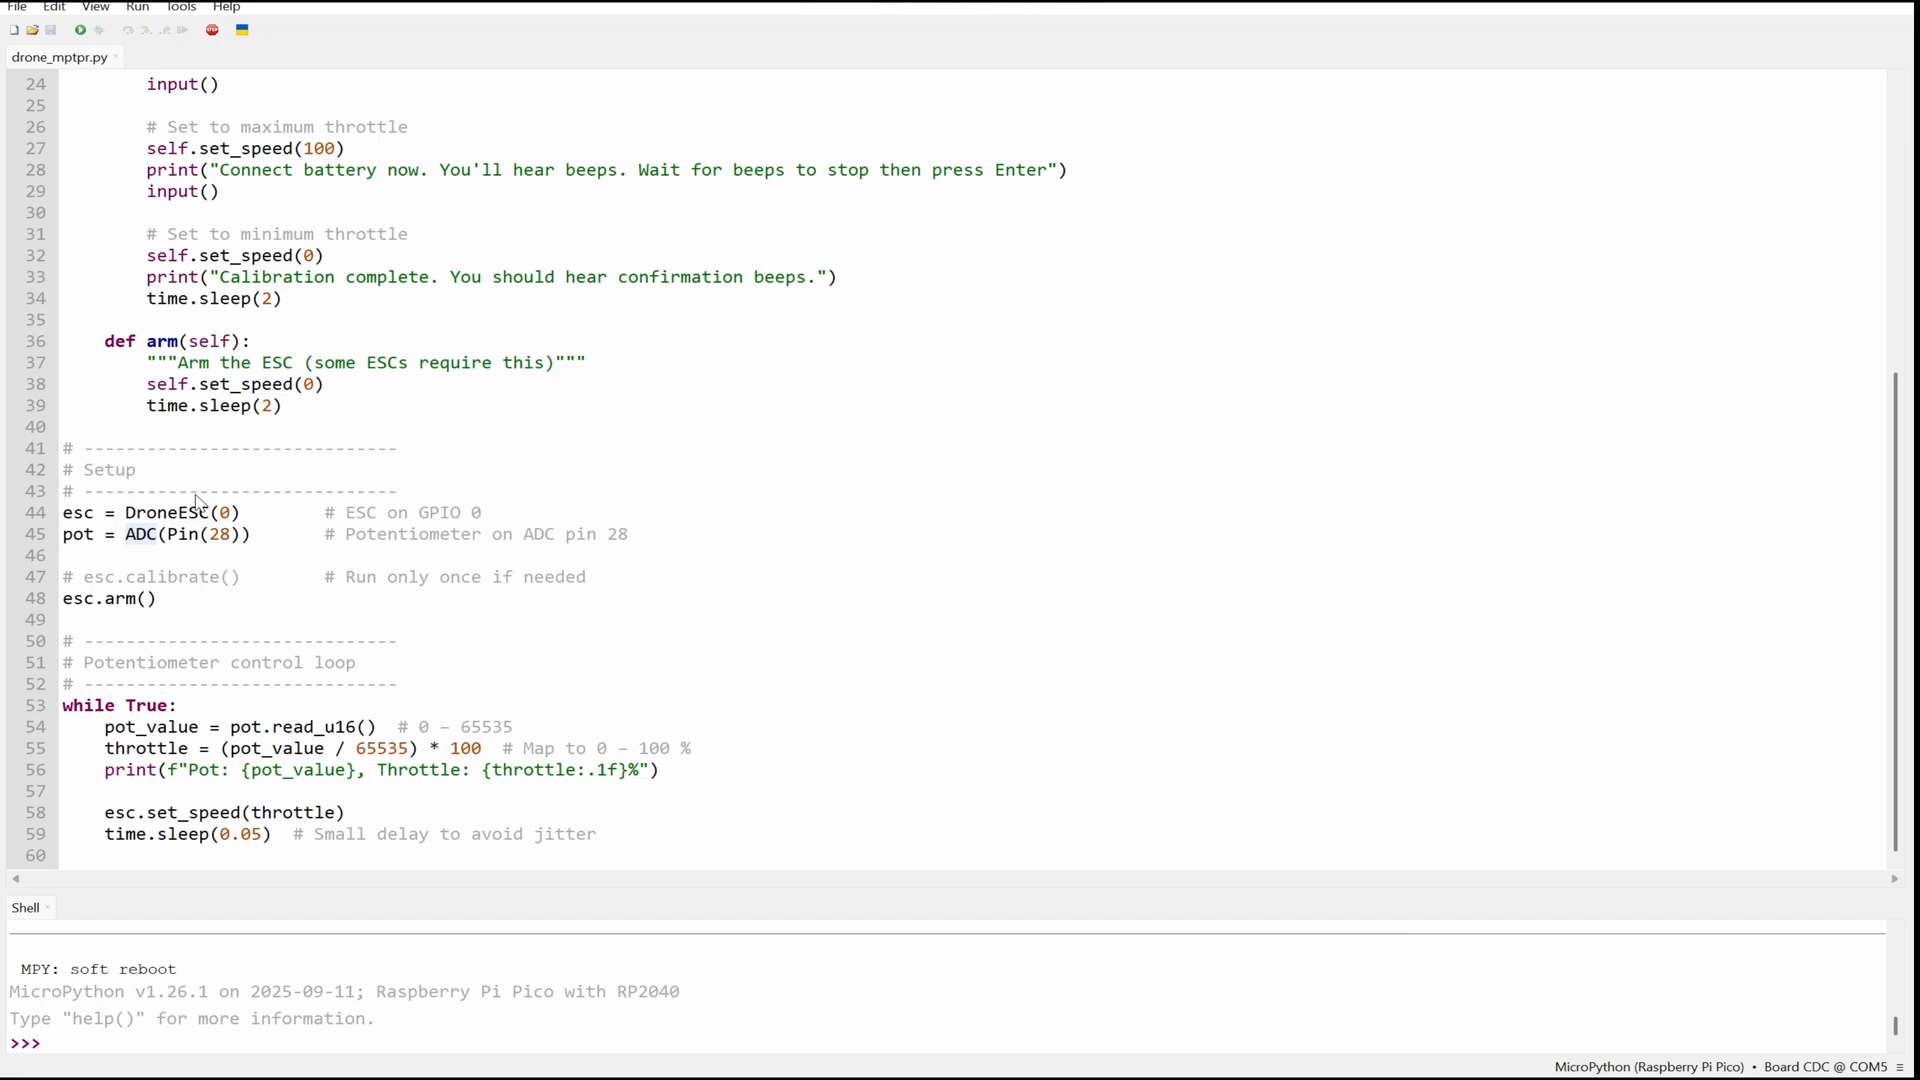 File Edit View Run Tools Help
drone_mptpr.py
24 input()
25
26 # Set to maximum throttle
27 self.set_speed(100)
28 print("Connect battery now. You'll hear beeps. Wait for beeps to stop then press Enter")
29 input()
30
31 # Set to minimum throttle
32 self.set_speed(0)
33 print("Calibration complete. You should hear confirmation beeps.")
34 time.sleep(2)
35
36 def arm(self):
37 """Arm the ESC (some ESCs require this)"""
38 self.set_speed(0)
39 time.sleep(2)
40
41 # ------------------------------
42 # Setup
43 # ------------------------------
44 esc = DroneESC(0) # ESC on GPIO 0
45 pot = ADC(Pin(28)) # Potentiometer on ADC pin 28
46
47 # esc.calibrate() # Run only once if needed
48 esc.arm()
49
50 # ------------------------------
51 # Potentiometer control loop
52 # ------------------------------
53 while True:
54 pot_value = pot.read_u16() # 0 – 65535
55 throttle = (pot_value / 65535) * 100 # Map to 0 – 100 %
56 print(f"Pot: {pot_value}, Throttle: {throttle:.1f}%")
57
58 esc.set_speed(throttle)
59 time.sleep(0.05) # Small delay to avoid jitter
60
Shell
MPY: soft reboot
MicroPython v1.26.1 on 2025-09-11; Raspberry Pi Pico with RP2040
Type "help()" for more information.
>>>
MicroPython (Raspberry Pi Pico) • Board CDC @ COM5 ≡